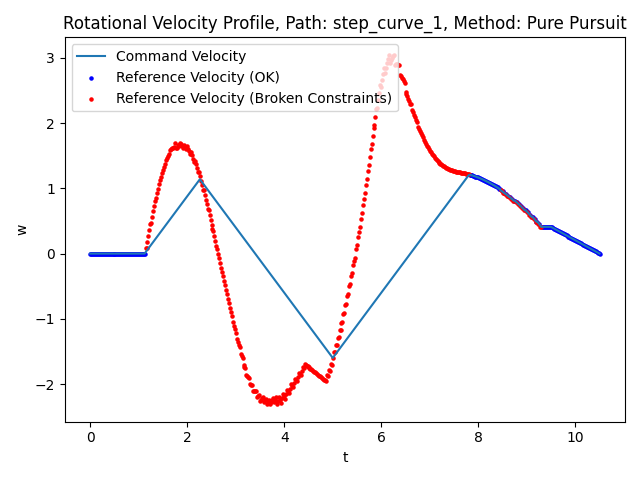 Rotational Velocity Profile, Path: step_curve_1, Method: Pure Pursuit
Command Velocity
Reference Velocity (OK)
Reference Velocity (Broken Constraints)
3
2
1
0
−1
−2
w
0 2 4 6 8 10
t